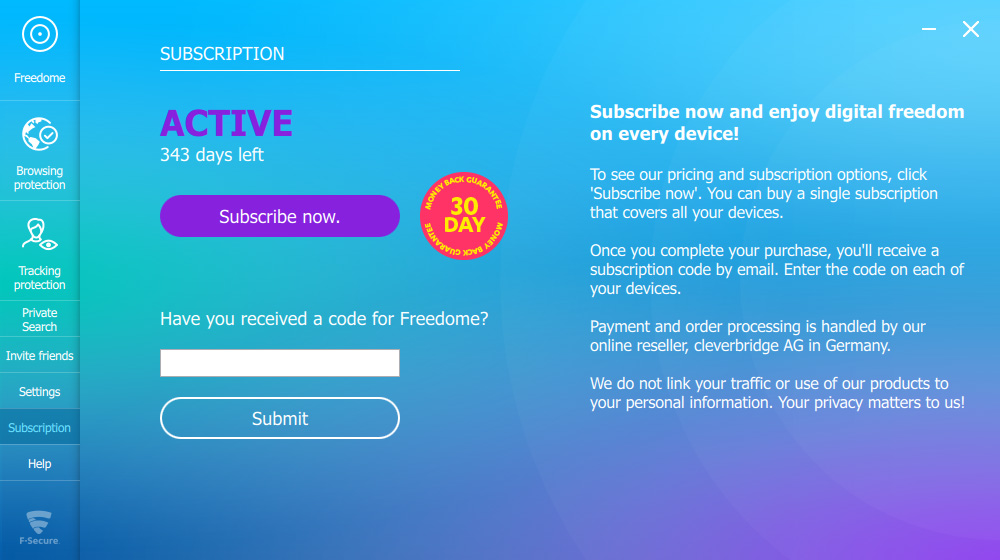 Freedome
Browsing
protection
Tracking
protection
Private
Search
Invite friends
Settings
Subscription
Help
F-Secure
SUBSCRIPTION
ACTIVE
343 days left
Subscribe now.
MONEY BACK GUARANTEE
30
DAY
MONEY BACK GUARANTEE
Have you received a code for Freedome?
Submit
Subscribe now and enjoy digital freedom
on every device!
To see our pricing and subscription options, click
'Subscribe now'. You can buy a single subscription
that covers all your devices.
Once you complete your purchase, you'll receive a
subscription code by email. Enter the code on each of
your devices.
Payment and order processing is handled by our
online reseller, cleverbridge AG in Germany.
We do not link your traffic or use of our products to
your personal information. Your privacy matters to us!